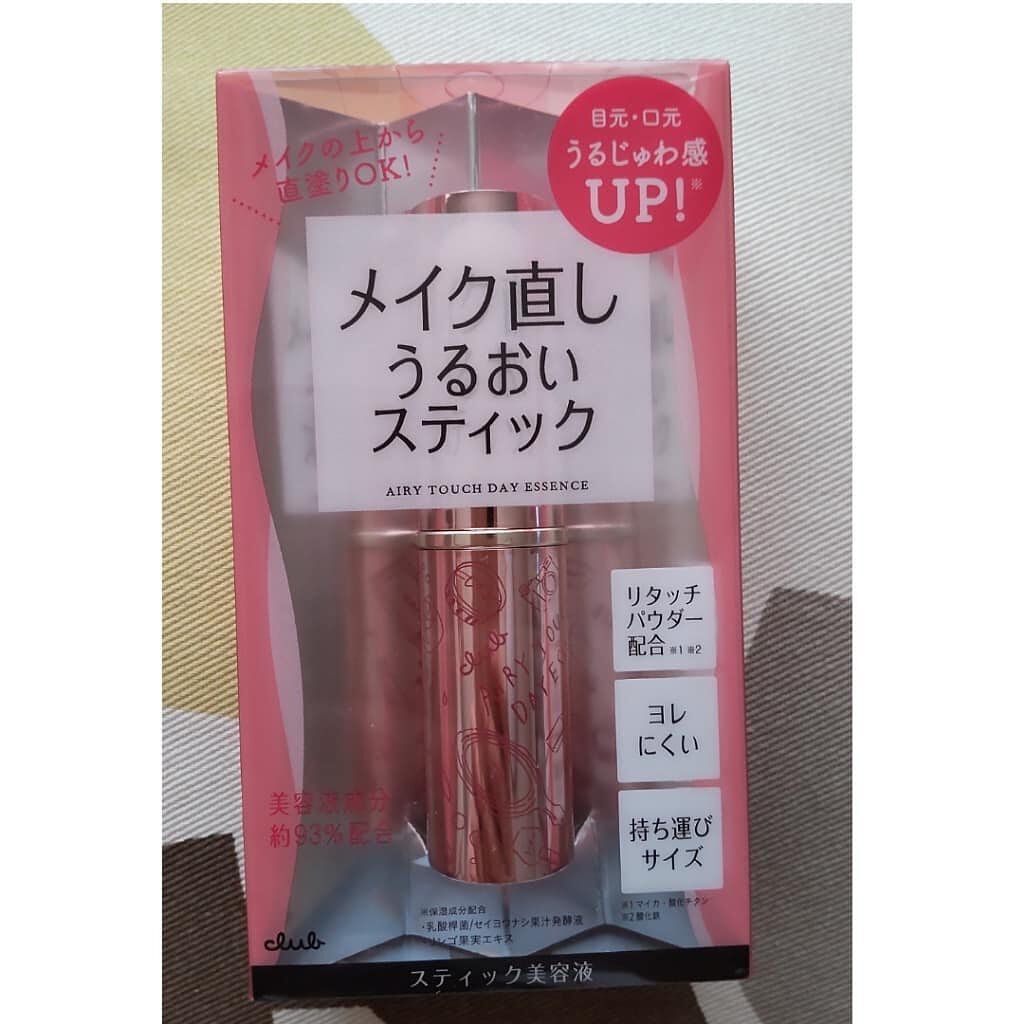 メイクの上から
直塗りOK!
目元・口元
うるじゅわ感
UP!※
メイク直し
うるおい
スティック
AIRY TOUCH DAY ESSENCE
club
リタッチ
パウダー
配合※1 ※2
ヨレ
にくい
持ち運び
サイズ
美容液成分
約93%配合
※1 マイカ・酸化チタン
※2 酸化鉄
※保湿成分配合
・乳酸桿菌/セイヨウナシ果汁発酵液
・リンゴ果実エキス
club
スティック美容液